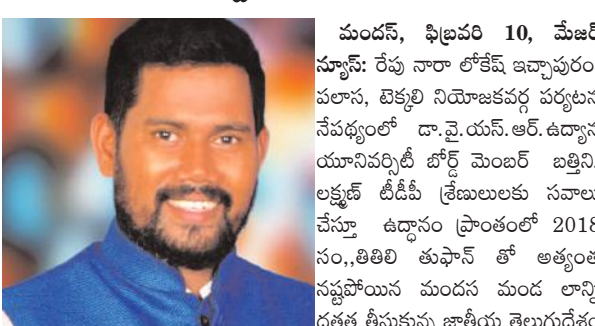 మందస, ఫిబ్రవరి 10, మేజర్
న్యూస్: రేపు నారా లోకేష్ ఇచ్చాపురం,
పలాస, టెక్కలి నియోజకవర్గ పర్యటన
నేపథ్యంలో డా.వై.యస్.ఆర్.ఉద్యాన
యూనివర్సిటీ బోర్డ్ మెంబర్ బత్తిని
లక్ష్మణ్ టీడీపీ శ్రేణులులకు సవాలు
చేస్తూ ఉద్దానం ప్రాంతంలో 2018
సం,,తితిలి తుఫాన్ తో అత్యంత
నష్టపోయిన మందస మండ లాన్ని
దత్తత తీసుకున్న జాతీయ తెలుగుదేశం